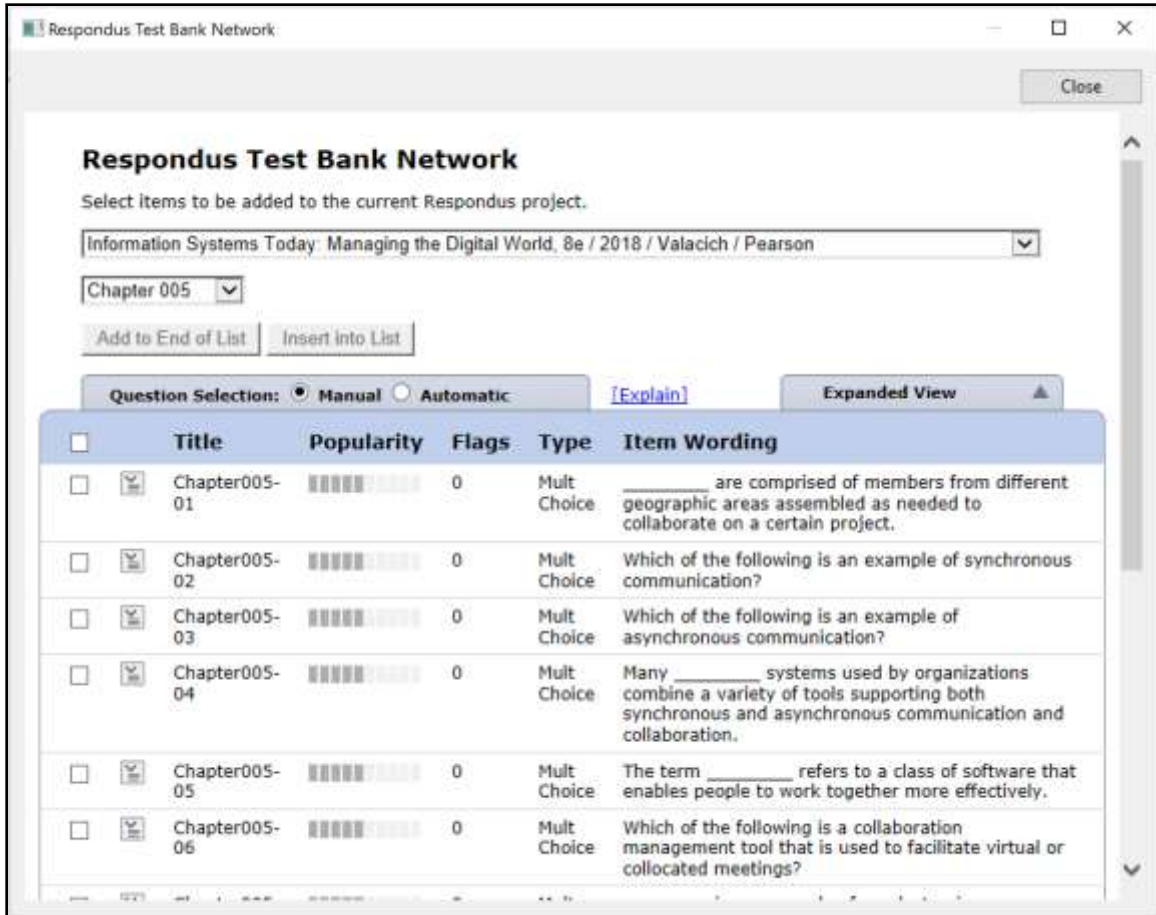 Respondus Test Bank Network
Close
Respondus Test Bank Network
Select items to be added to the current Respondus project.
Information Systems Today: Managing the Digital World, 8e / 2018 / Valacich / Pearson
Chapter 005
Add to End of List Insert into List
Question Selection: Manual Automatic [Explain] Expanded View
Title Popularity Flags Type Item Wording
Chapter005-01 0 Mult Choice _________ are comprised of members from different
geographic areas assembled as needed to
collaborate on a certain project.
Chapter005-02 0 Mult Choice Which of the following is an example of synchronous
communication?
Chapter005-03 0 Mult Choice Which of the following is an example of
asynchronous communication?
Chapter005-04 0 Mult Choice Many _________ systems used by organizations
combine a variety of tools supporting both
synchronous and asynchronous communication and
collaboration.
Chapter005-05 0 Mult Choice The term _________ refers to a class of software that
enables people to work together more effectively.
Chapter005-06 0 Mult Choice Which of the following is a collaboration
management tool that is used to facilitate virtual or
collocated meetings?